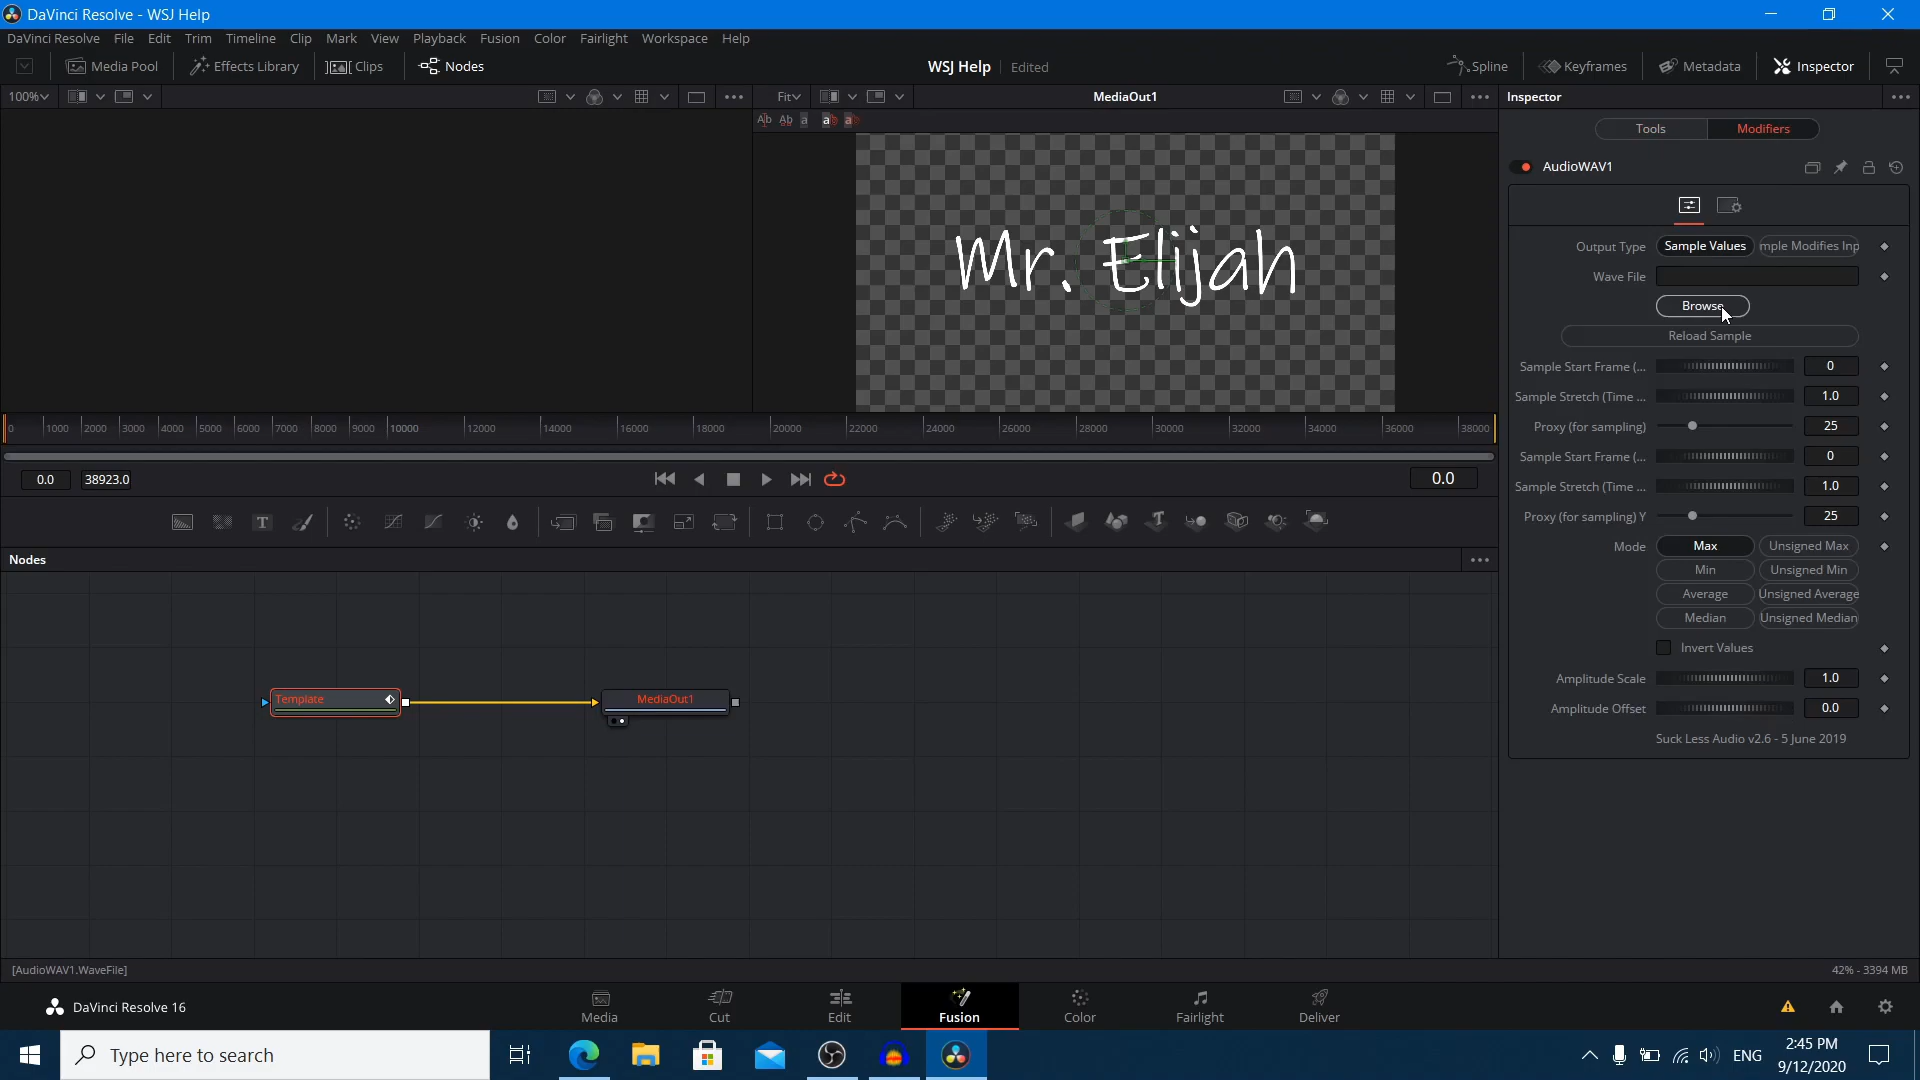 DaVinci Resolve - WSJ Help
DaVinci Resolve File Edit Trim Timeline Clip Mark View Playback Fusion Color Fairlight Workspace Help
Media Pool Effects Library Clips Nodes WSJ Help Edited Spline Keyframes Metadata Inspector
100% Fit MediaOut1 Inspector
Tools Modifiers
AudioWAV1
Mr. Elijah
Output Type Sample Values mple Modifies Inp
Wave File
Browse
Reload Sample
Sample Start Frame (... 0
Sample Stretch (Time ... 1.0
Proxy (for sampling) 25
Sample Start Frame (... 0
Sample Stretch (Time ... 1.0
Proxy (for sampling) Y 25
Mode Max Unsigned Max
Min Unsigned Min
Average Unsigned Average
Median Unsigned Median
Invert Values
Amplitude Scale 1.0
Amplitude Offset 0.0
Suck Less Audio v2.6 - 5 June 2019
0 1000 2000 3000 4000 5000 6000 7000 8000 9000 10000 12000 14000 16000 18000 20000 22000 24000 26000 28000 30000 32000 34000 36000 38000
0.0 38923.0 0.0
Nodes
Template MediaOut1
[AudioWAV1.WaveFile] 42% - 3394 MB
DaVinci Resolve 16 Media Cut Edit Fusion Color Fairlight Deliver
Type here to search ENG 2:45 PM
9/12/2020